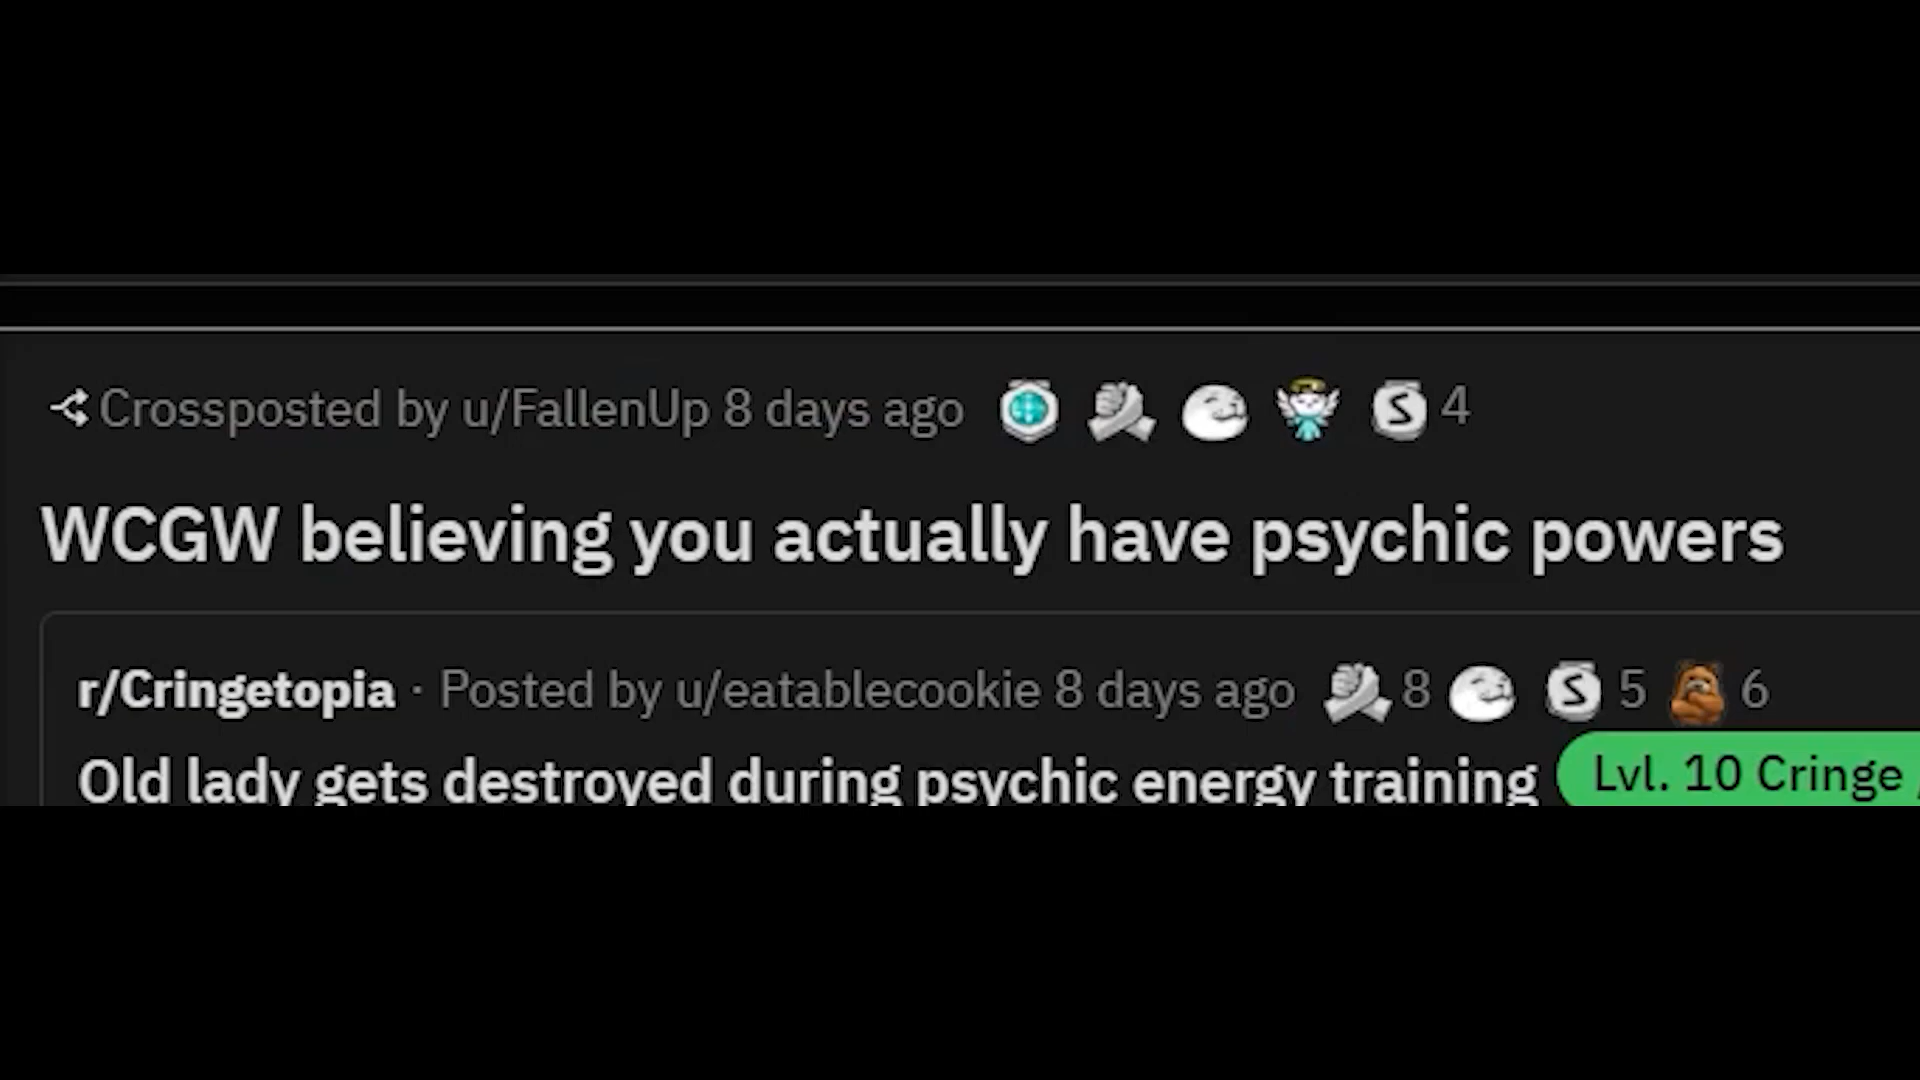 Crossposted by u/FallenUp 8 days ago 4
WCGW believing you actually have psychic powers
r/Cringetopia · Posted by u/eatablecookie 8 days ago 8 5 6
Old lady gets destroyed during psychic energy training Lvl. 10 Cringe